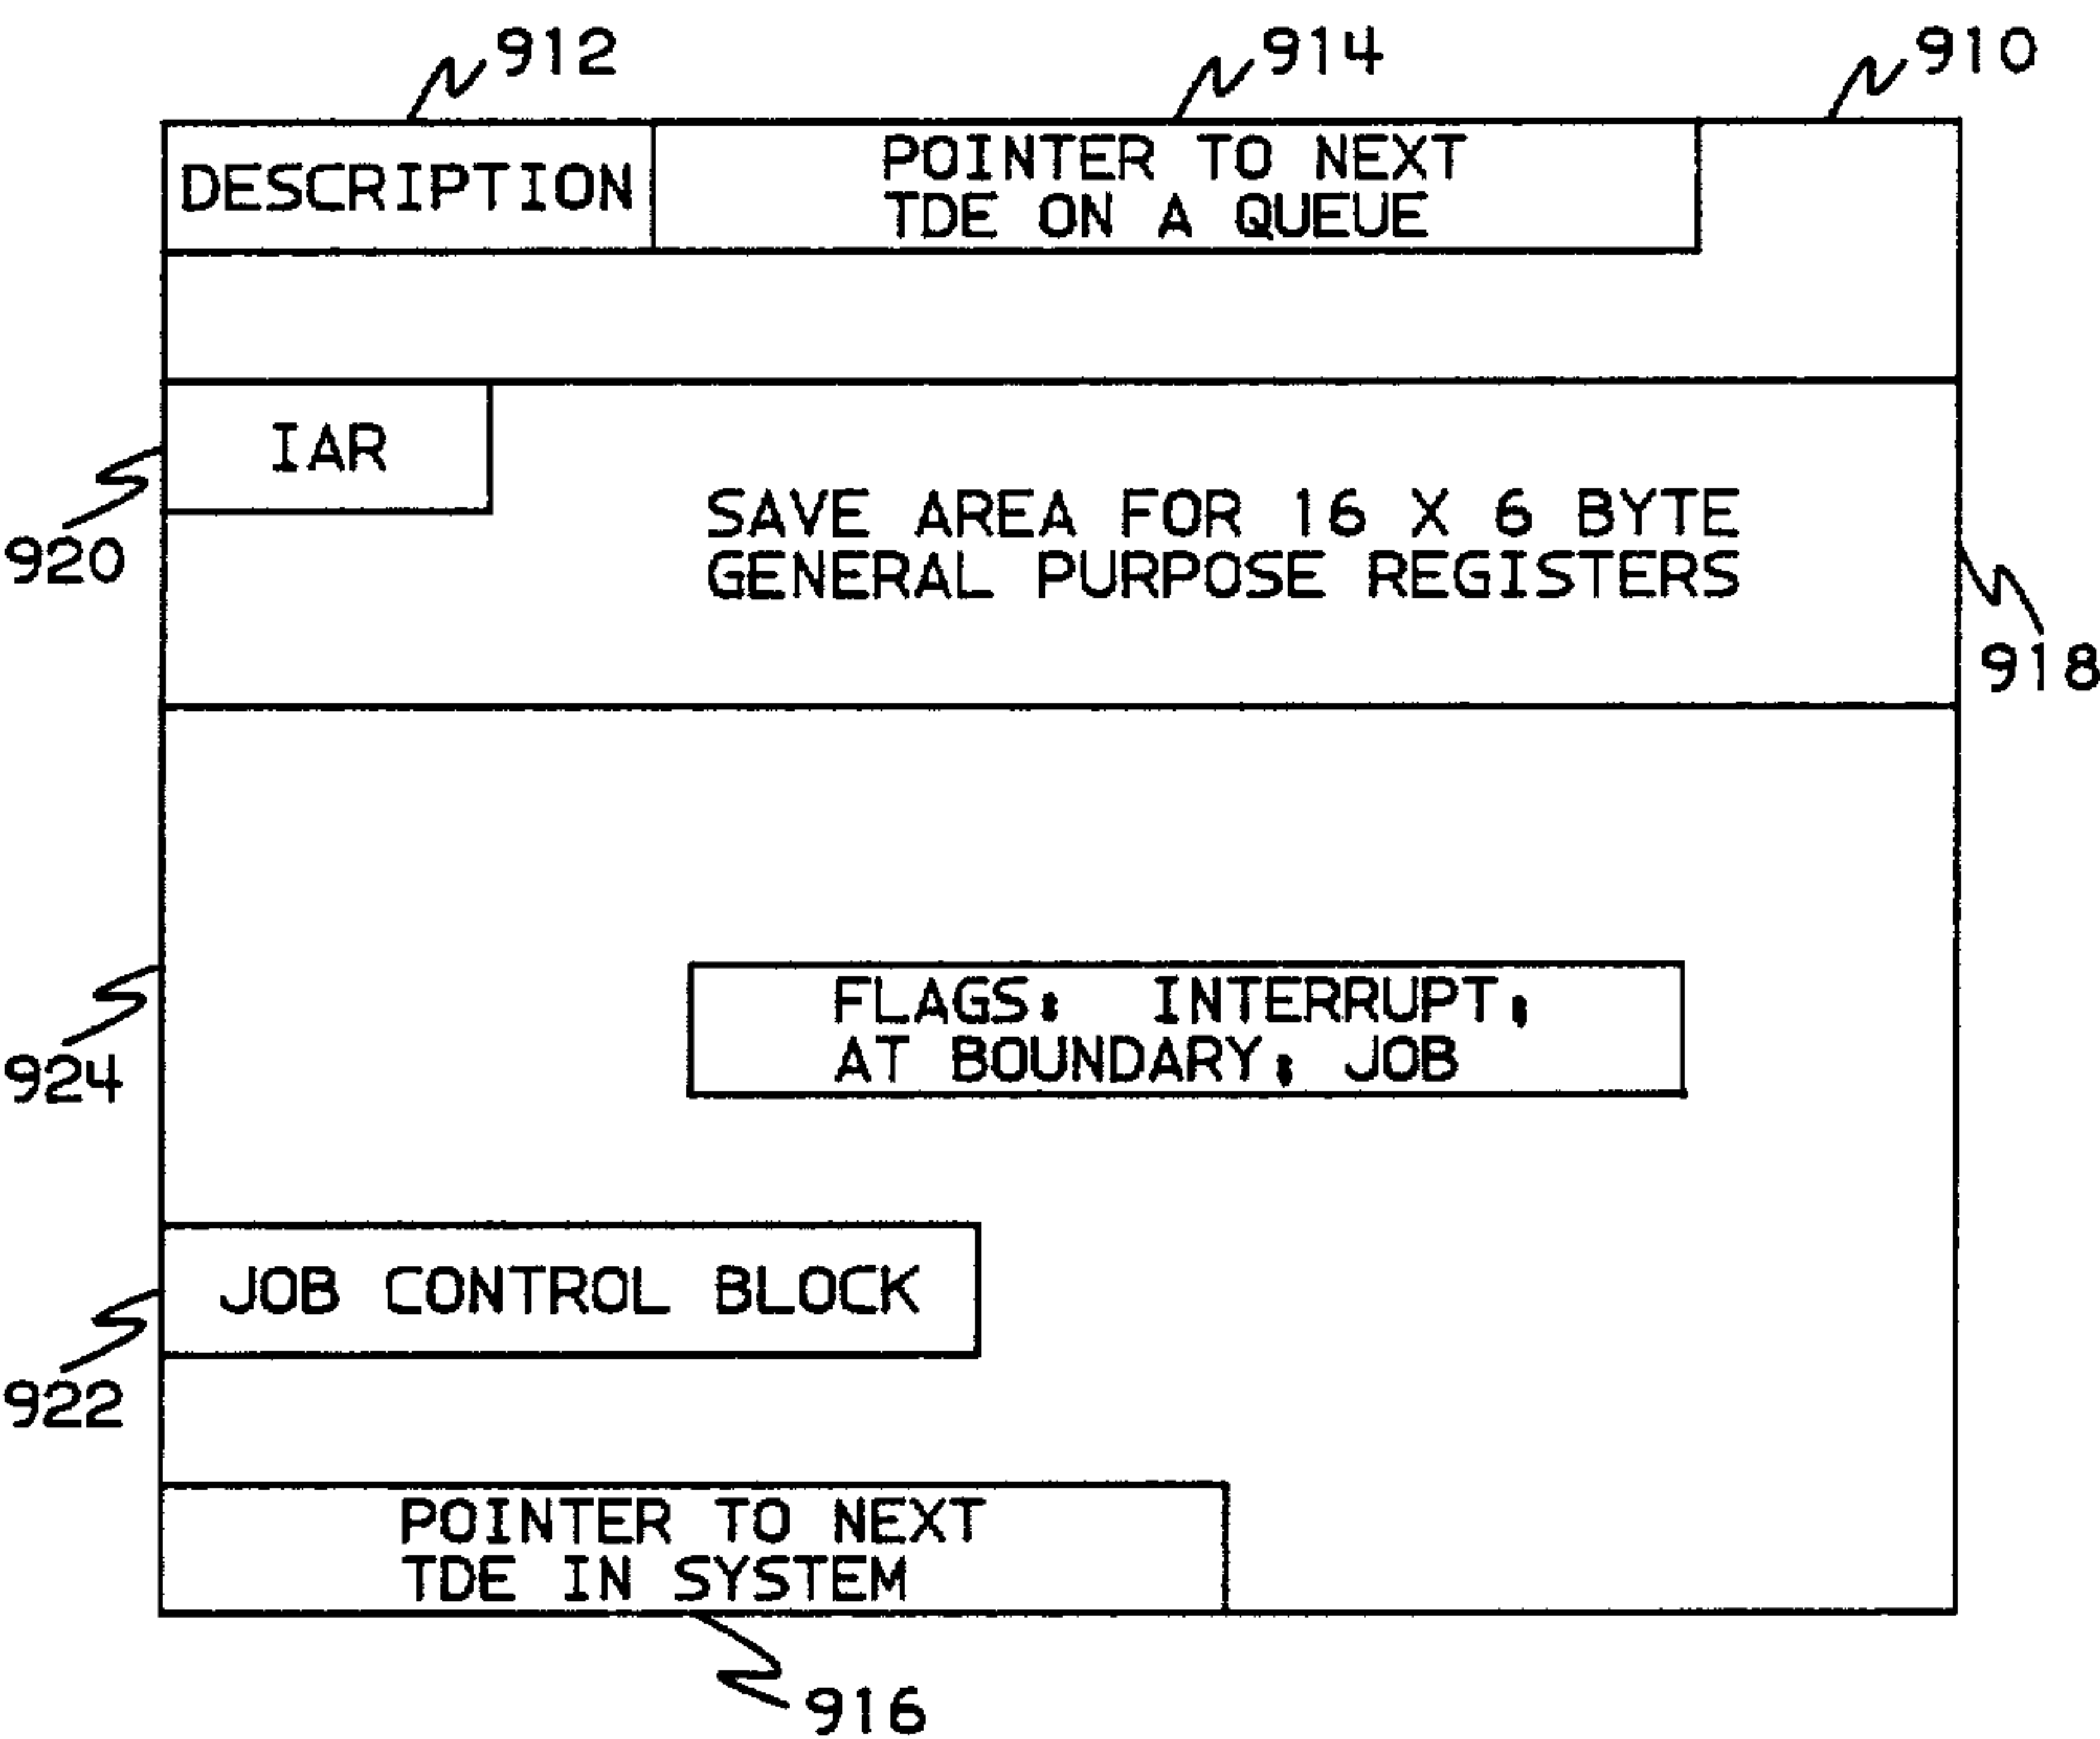 912
914
910
DESCRIPTION
POINTER TO NEXT
TDE ON A QUEUE
IAR
920
SAVE AREA FOR 16 X 6 BYTE
GENERAL PURPOSE REGISTERS
918
FLAGS: INTERRUPT,
AT BOUNDARY, JOB
924
JOB CONTROL BLOCK
922
POINTER TO NEXT
TDE IN SYSTEM
916